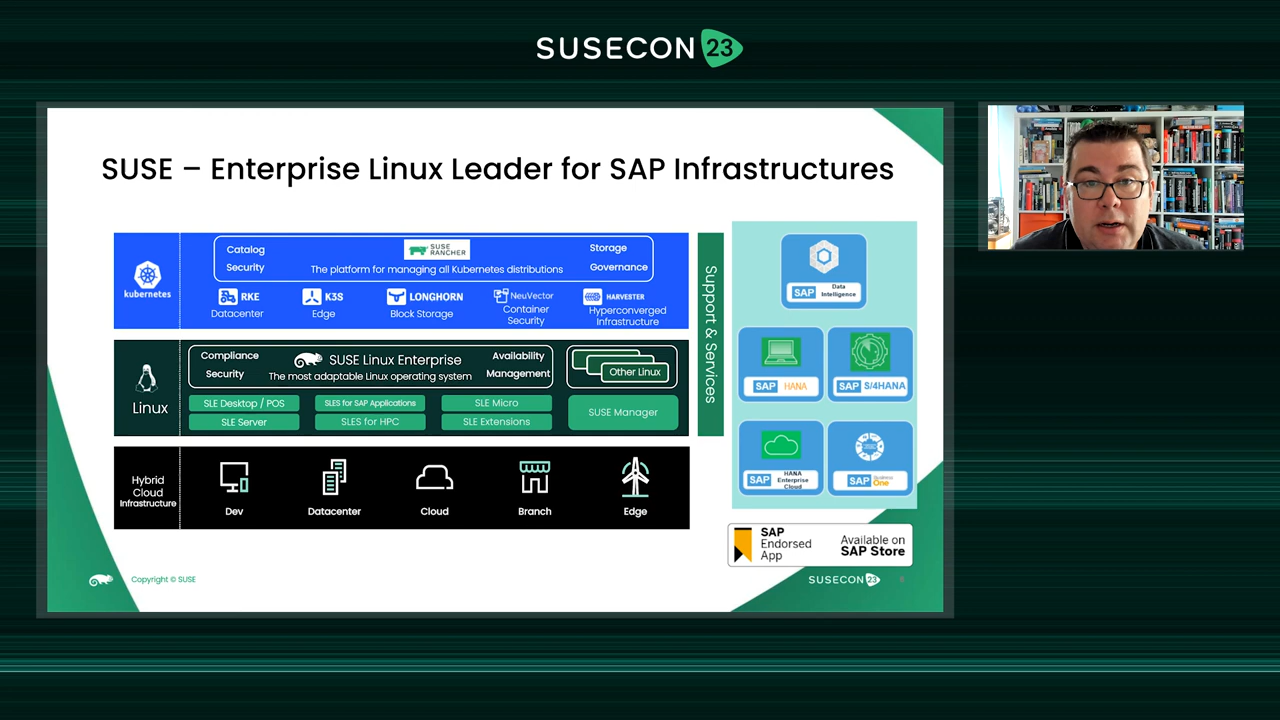 SUSECON 23
SUSE – Enterprise Linux Leader for SAP Infrastructures
kubernetes
Catalog
Security
SUSE
RANCHER
The platform for managing all Kubernetes distributions
Storage
Governance
RKE
Datacenter
K3S
Edge
LONGHORN
Block Storage
NeuVector
Container
Security
HARVESTER
Hyperconverged
Infrastructure
Linux
Compliance
Security
SUSE Linux Enterprise
The most adaptable Linux operating system
Availability
Management
Other Linux
SLE Desktop / POS
SLES for SAP Applications
SLE Micro
SUSE Manager
SLE Server
SLES for HPC
SLE Extensions
Hybrid
Cloud
Infrastructure
Dev
Datacenter
Cloud
Branch
Edge
Support & Services
SAP Data
Intelligence
SAP HANA
SAP S/4HANA
SAP HANA
Enterprise
Cloud
SAP Business
One
SAP
Endorsed
App
Available on
SAP Store
Copyright © SUSE
SUSECON 23